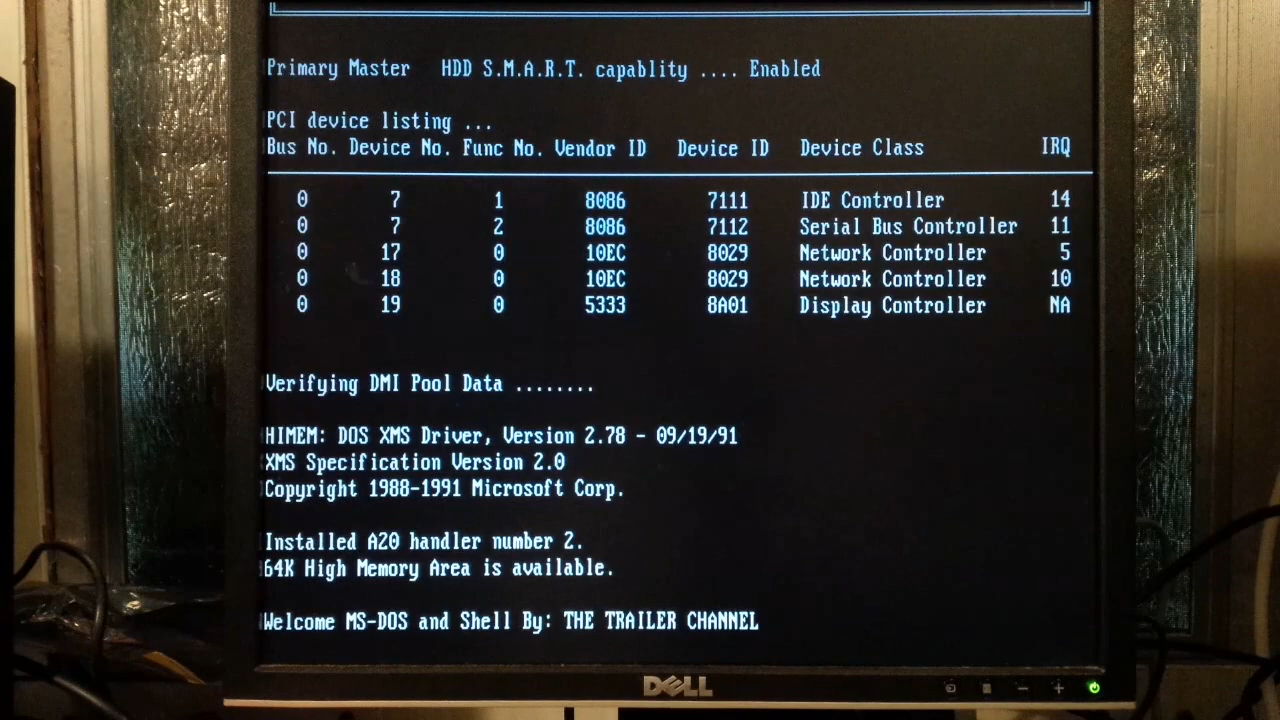 Primary Master HDD S.M.A.R.T. capablity .... Enabled
PCI device listing ...
Bus No. Device No. Func No. Vendor ID Device ID Device Class IRQ
0 7 1 8086 7111 IDE Controller 14
0 7 2 8086 7112 Serial Bus Controller 11
0 17 0 10EC 8029 Network Controller 5
0 18 0 10EC 8029 Network Controller 10
0 19 0 5333 8A01 Display Controller NA
Verifying DMI Pool Data ........
HIMEM: DOS XMS Driver, Version 2.78 - 09/19/91
XMS Specification Version 2.0
Copyright 1988-1991 Microsoft Corp.
Installed A20 handler number 2.
64K High Memory Area is available.
Welcome MS-DOS and Shell By: THE TRAILER CHANNEL
DELL